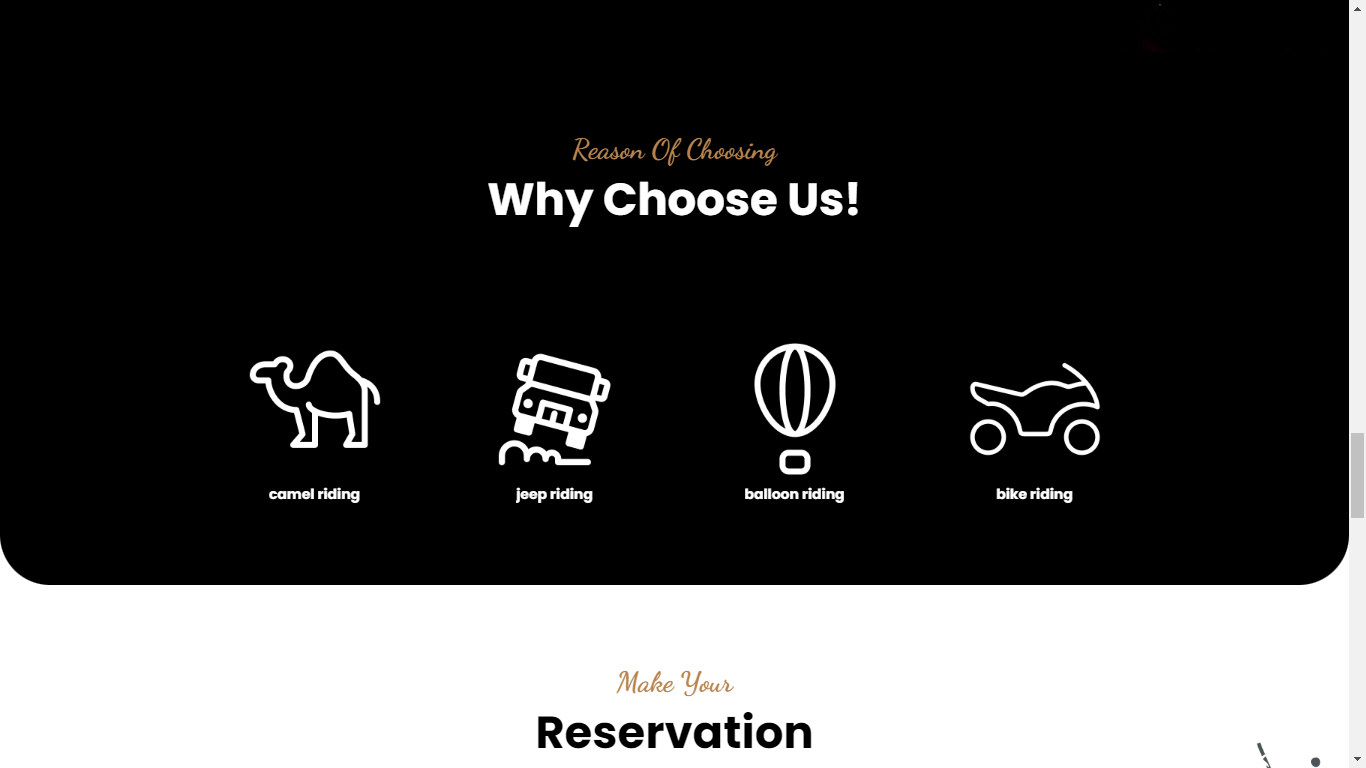 Reason Of Choosing
Why Choose Us!
camel riding
jeep riding
balloon riding
bike riding
Make Your
Reservation